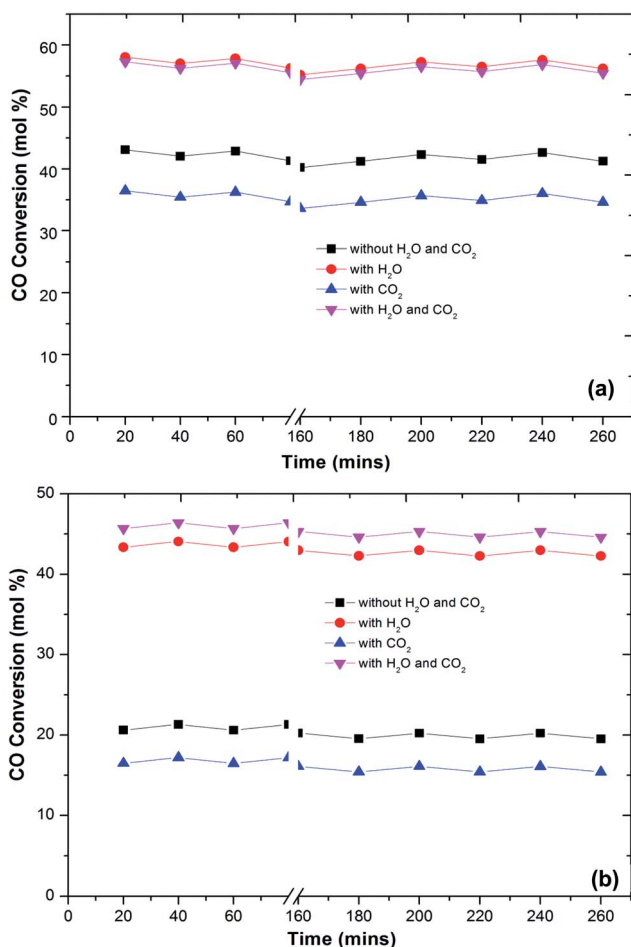 60
50
40
30
20
10
0
CO Conversion (mol %)
without H₂O and CO₂
with H₂O
with CO₂
with H₂O and CO₂
(a)
0 20 40 60 160 180 200 220 240 260
Time (mins)
50
40
30
20
10
0
CO Conversion (mol %)
without H₂O and CO₂
with H₂O
with CO₂
with H₂O and CO₂
(b)
0 20 40 60 160 180 200 220 240 260
Time (mins)